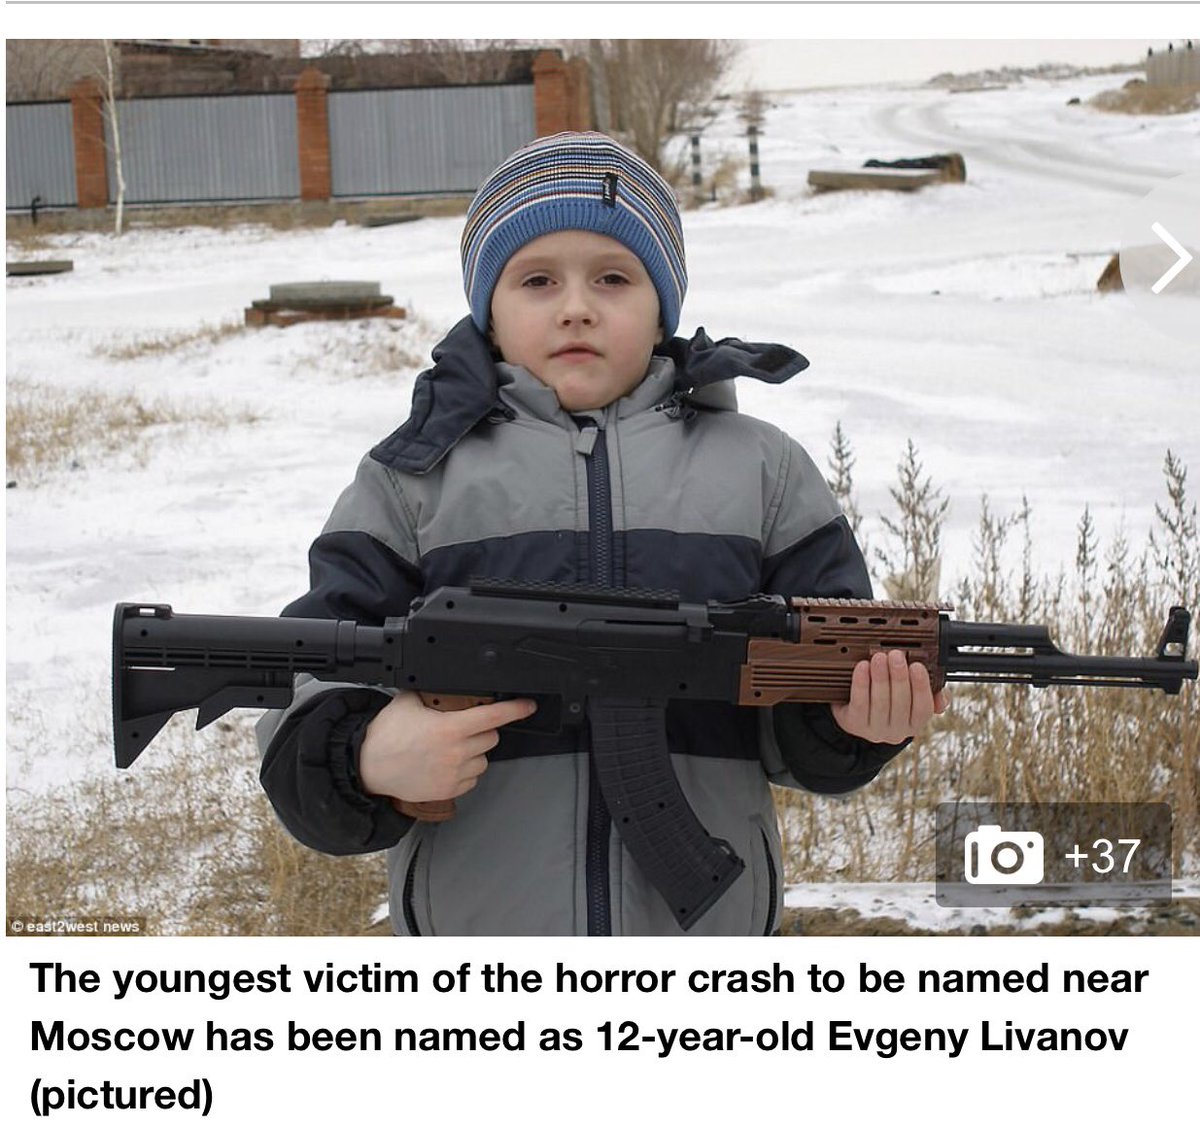 +37
© east2west news
The youngest victim of the horror crash to be named near
Moscow has been named as 12-year-old Evgeny Livanov
(pictured)